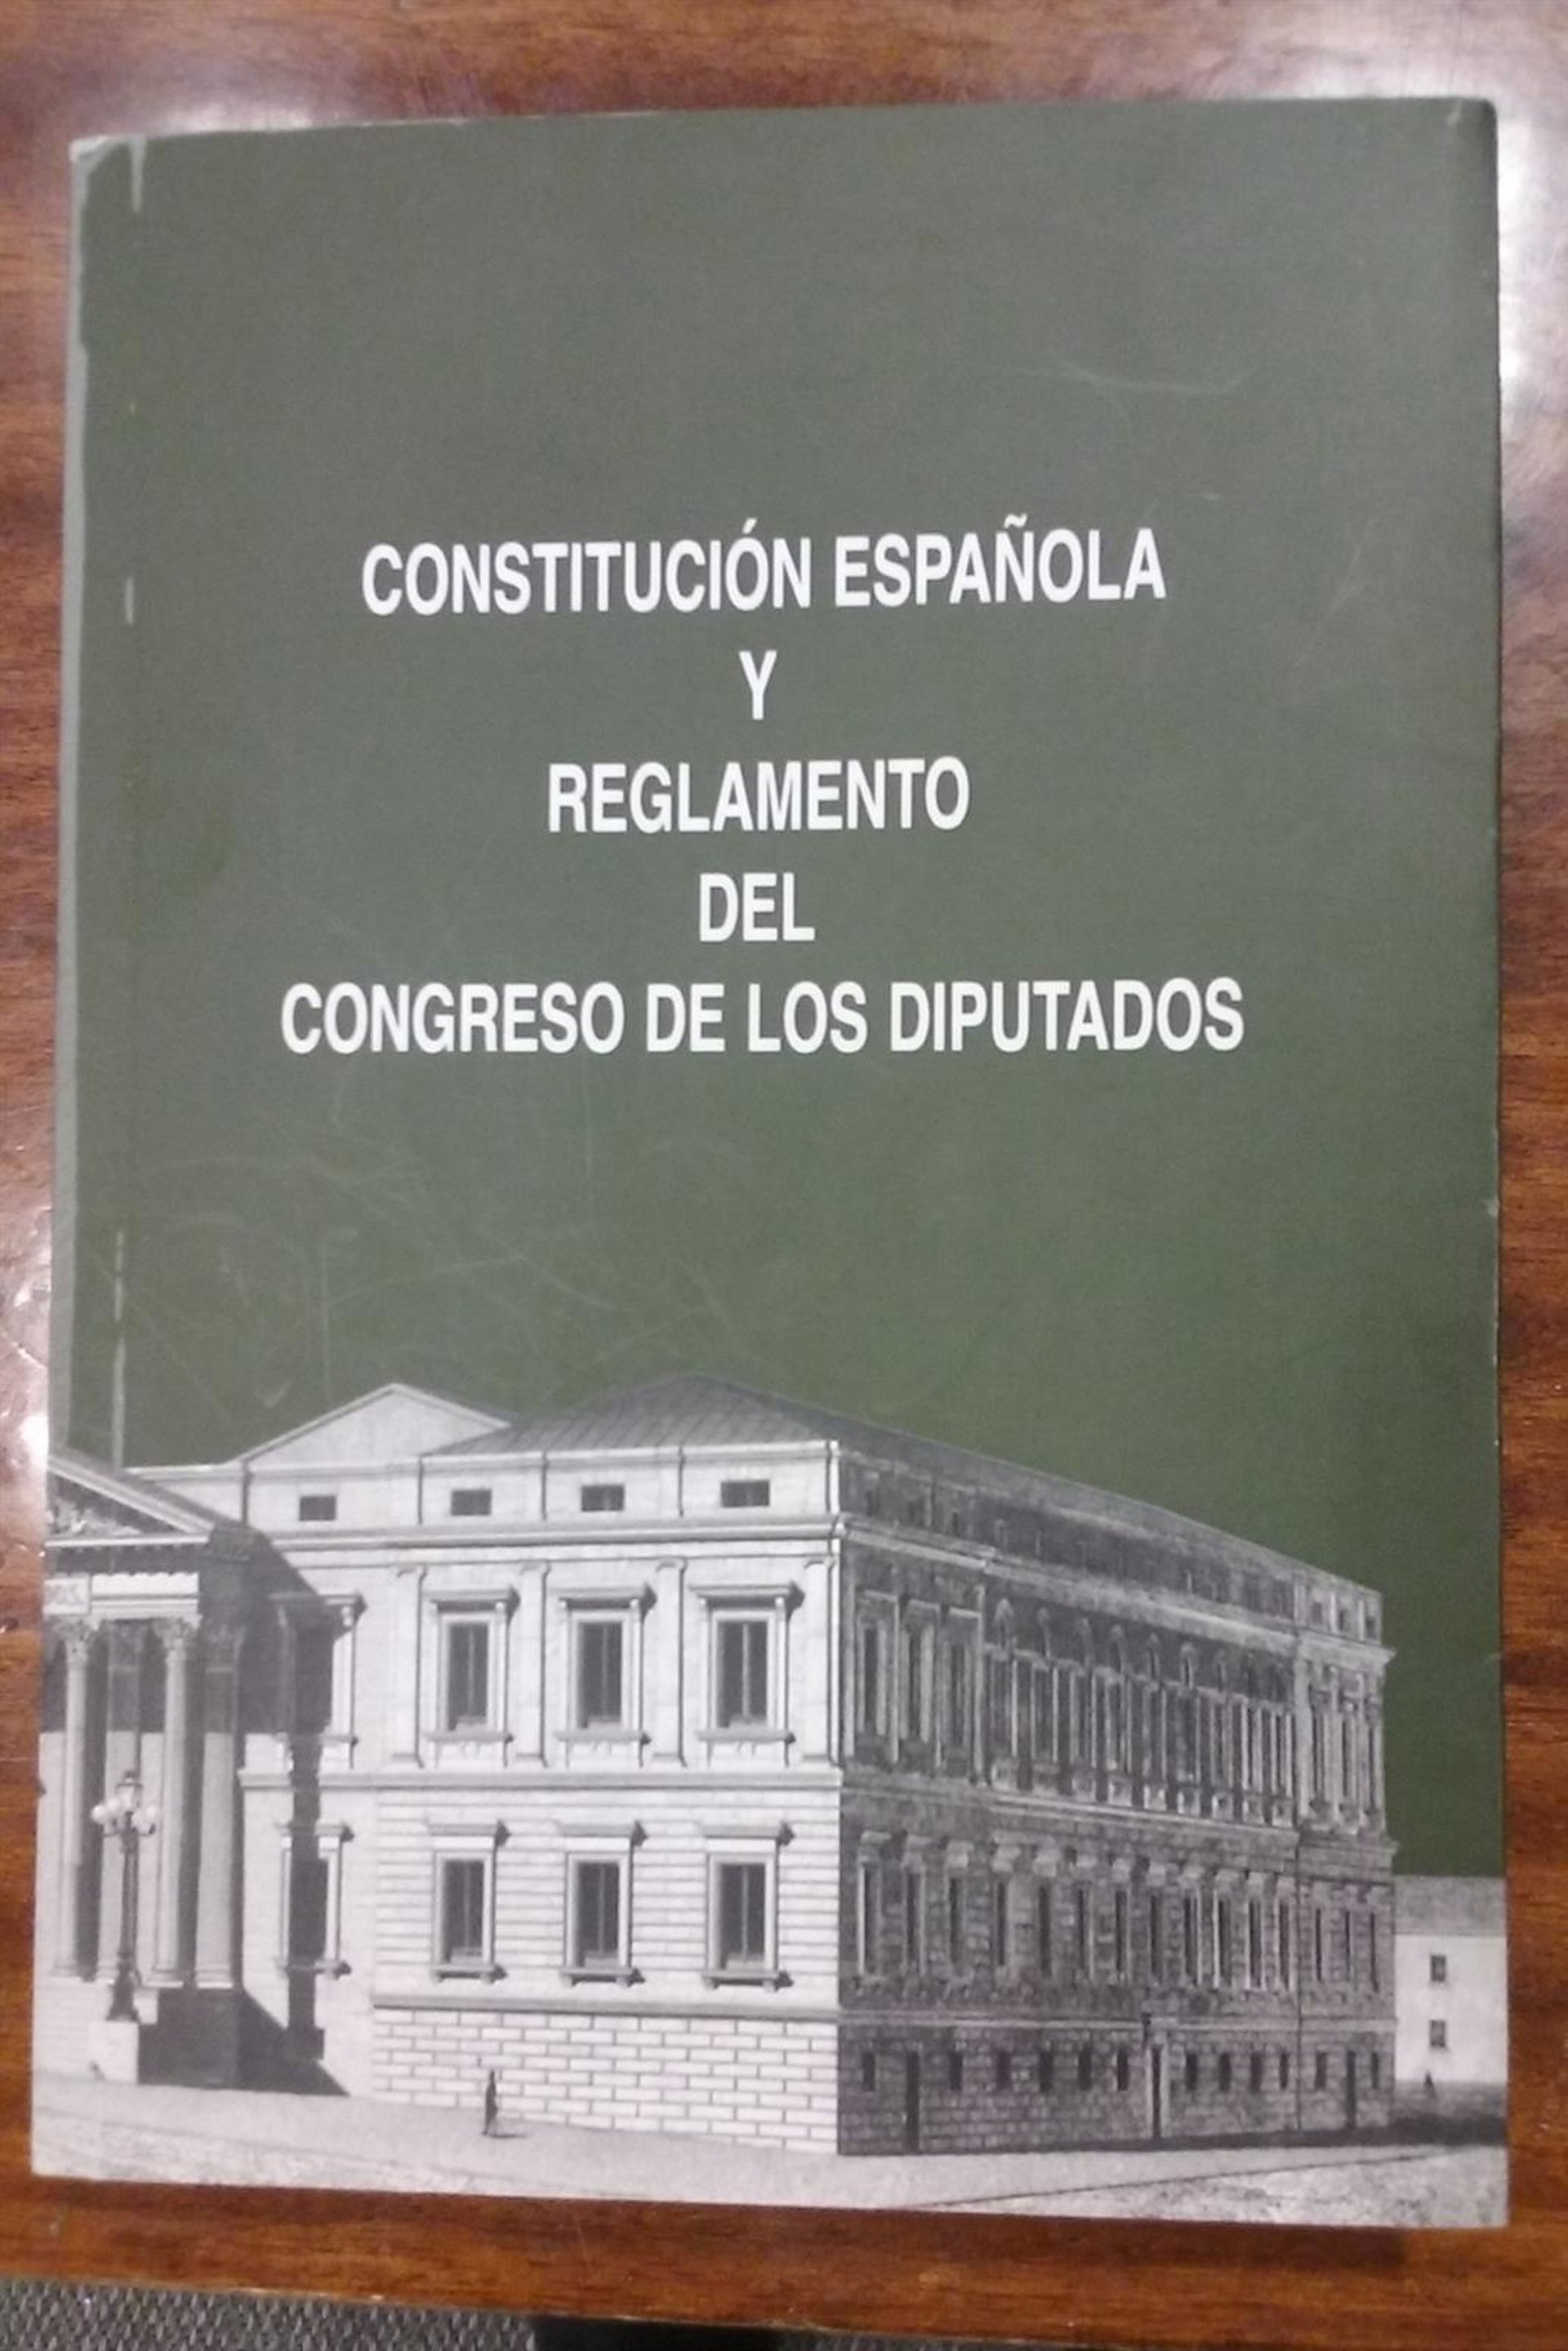 CONSTITUCIÓN ESPAÑOLA
Y
REGLAMENTO
DEL
CONGRESO DE LOS DIPUTADOS